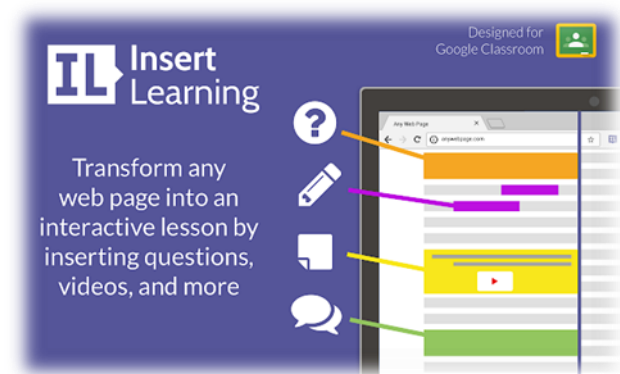 Designed for
Google Classroom
IL Insert
Learning
?
Transform any
web page into an
interactive lesson by
inserting questions,
videos, and more
Any Web Page
anywebpage.com